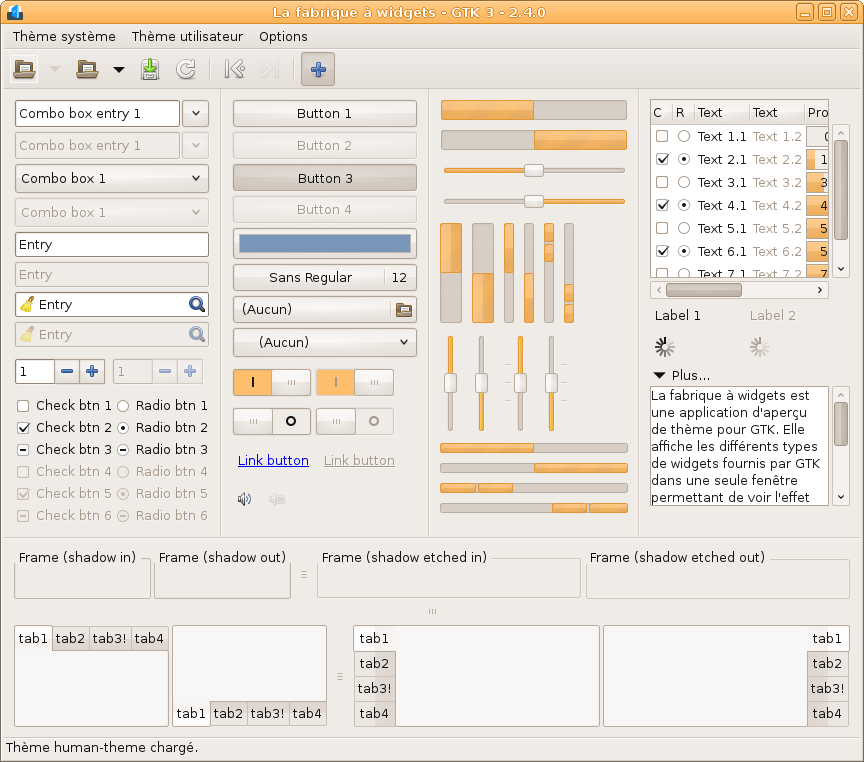 La fabrique à widgets - GTK 3 - 2.4.0
Thème système Thème utilisateur Options
Combo box entry 1
Combo box entry 1
Combo box 1
Combo box 1
Entry
Entry
Entry
Entry
1 1
Check btn 1 Radio btn 1
Check btn 2 Radio btn 2
Check btn 3 Radio btn 3
Check btn 4 Radio btn 4
Check btn 5 Radio btn 5
Check btn 6 Radio btn 6
Button 1
Button 2
Button 3
Button 4
Sans Regular 12
(Aucun)
(Aucun)
Link button Link button
C R Text Text Pro
Text 1.1 Text 1.2 0
Text 2.1 Text 2.2 1
Text 3.1 Text 3.2 3
Text 4.1 Text 4.2 4
Text 5.1 Text 5.2 5
Text 6.1 Text 6.2 5
Text 7.1 Text 7.2 7
Label 1 Label 2
Plus...
La fabrique à widgets est
une application d'aperçu
de thème pour GTK. Elle
affiche les différents types
de widgets fournis par GTK
dans une seule fenêtre
permettant de voir l'effet
Frame (shadow in) Frame (shadow out) Frame (shadow etched in) Frame (shadow etched out)
tab1 tab2 tab3! tab4
tab1 tab2 tab3! tab4
tab1
tab2
tab3!
tab4
tab1
tab2
tab3!
tab4
Thème human-theme chargé.